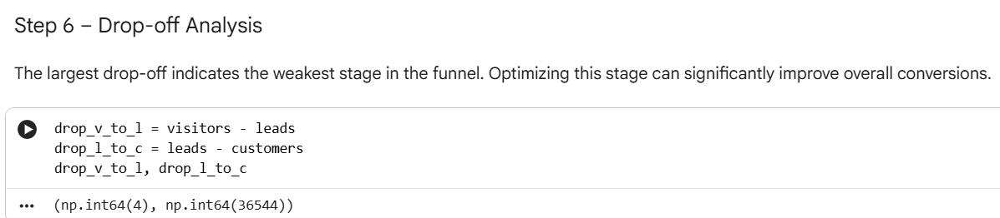 Step 6 – Drop-off Analysis
The largest drop-off indicates the weakest stage in the funnel. Optimizing this stage can significantly improve overall conversions.
drop_v_to_l = visitors - leads
drop_l_to_c = leads - customers
drop_v_to_l, drop_l_to_c
(np.int64(4), np.int64(36544))